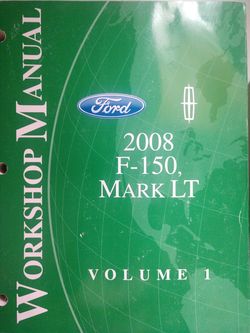 WORKSHOP MANUAL
Ford
2008
F-150,
MARK LT
VOLUME 1